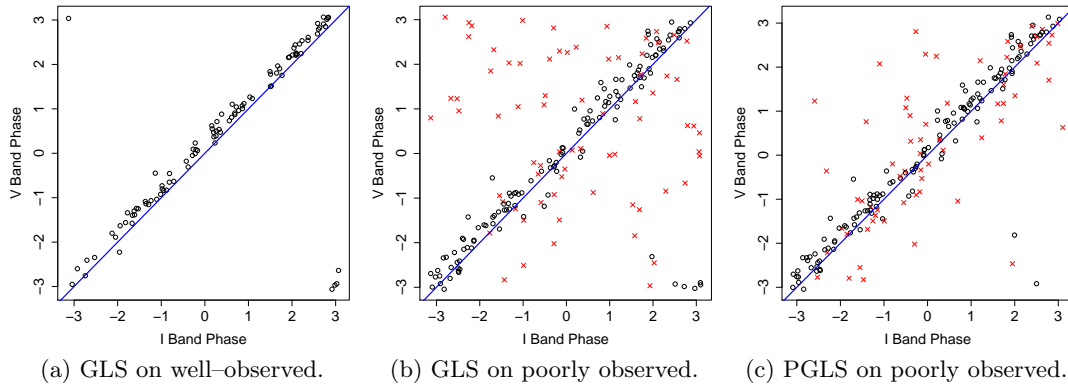 3
2
1
0
−1
−2
−3
V Band Phase
−3 −2 −1 0 1 2 3
I Band Phase
(a) GLS on well–observed.
3
2
1
0
−1
−2
−3
V Band Phase
−3 −2 −1 0 1 2 3
I Band Phase
(b) GLS on poorly observed.
3
2
1
0
−1
−2
−3
V Band Phase
−3 −2 −1 0 1 2 3
I Band Phase
(c) PGLS on poorly observed.